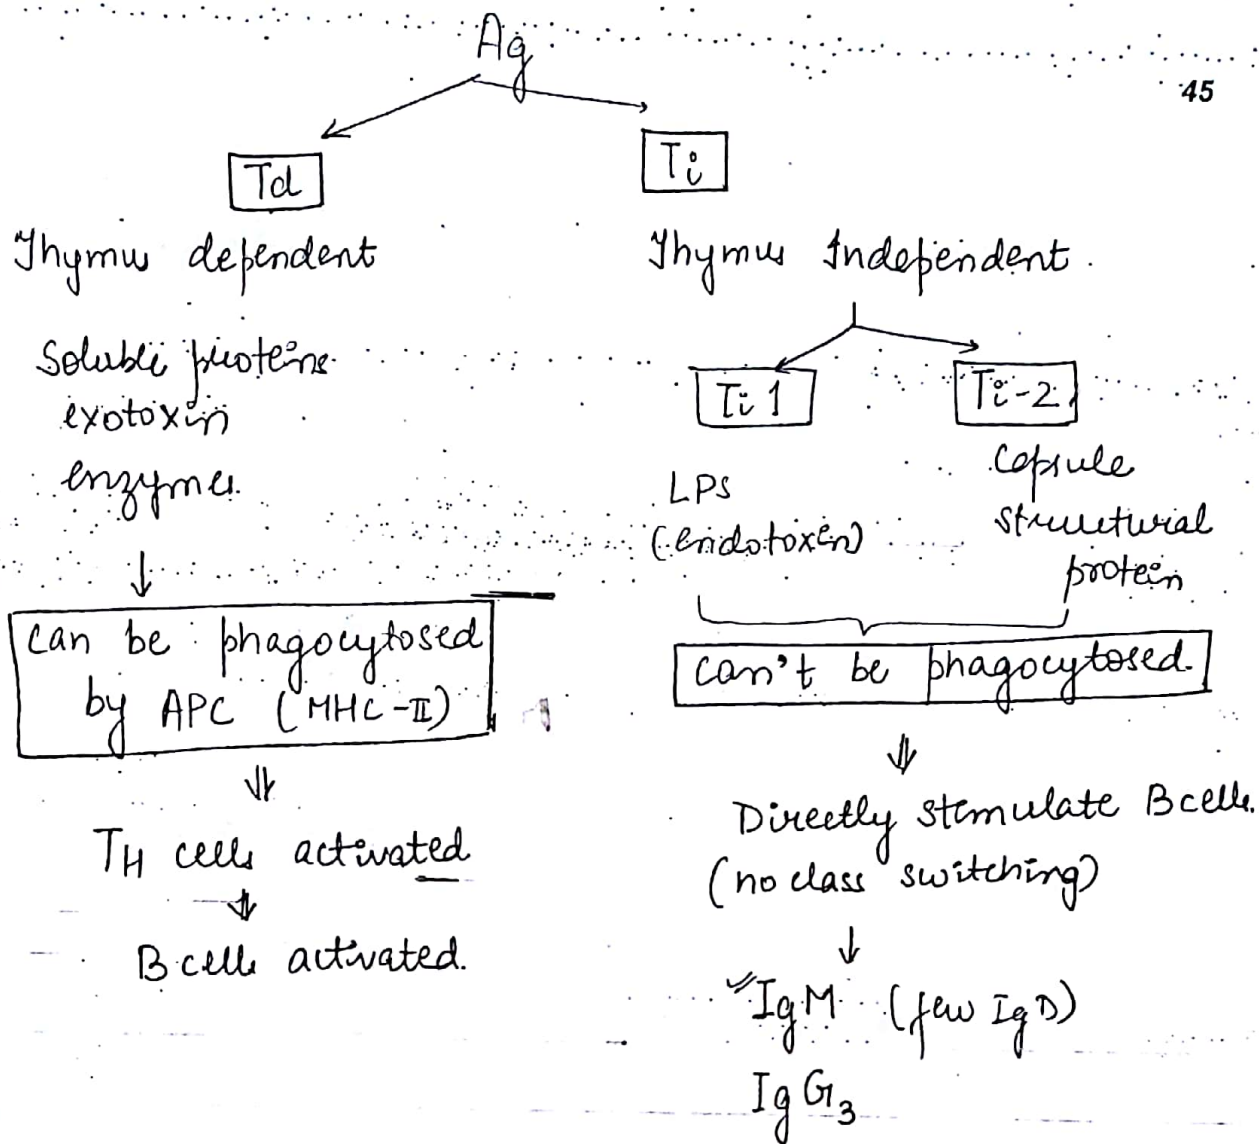 Ag
45
Td
Ti
Thymus dependent
Thymus Independent.
Soluble proteins
exotoxin
enzymes.
Ti 1
Ti-2
LPS
(endotoxin)
Capsule
structural
protein
can be phagocytosed
by APC (MHC-II)
can't be phagocytosed.
TH cells activated
B cells activated.
Directly stimulate B cells.
(no class switching)
IgM (few IgD)
IgG3